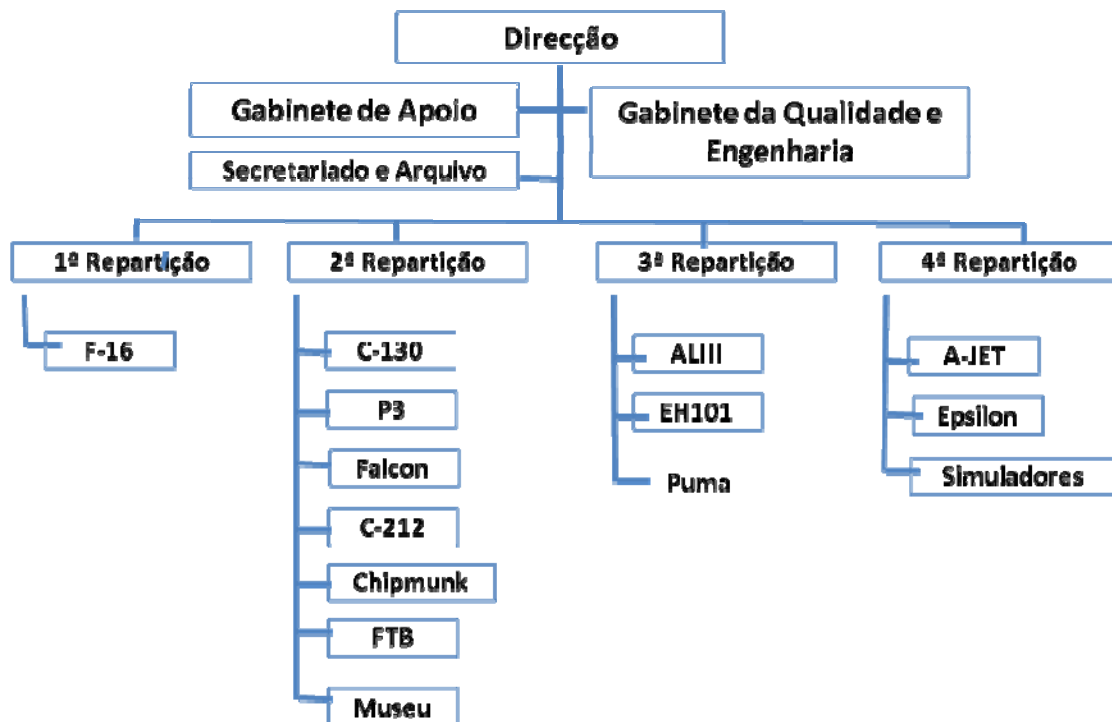 Direcção
Gabinete de Apoio
Gabinete da Qualidade e
Engenharia
Secretariado e Arquivo
1ª Repartição
2ª Repartição
3ª Repartição
4ª Repartição
F-16
C-130
P3
Falcon
C-212
Chipmunk
FTB
Museu
ALIII
EH101
Puma
A-JET
Epsilon
Simuladores